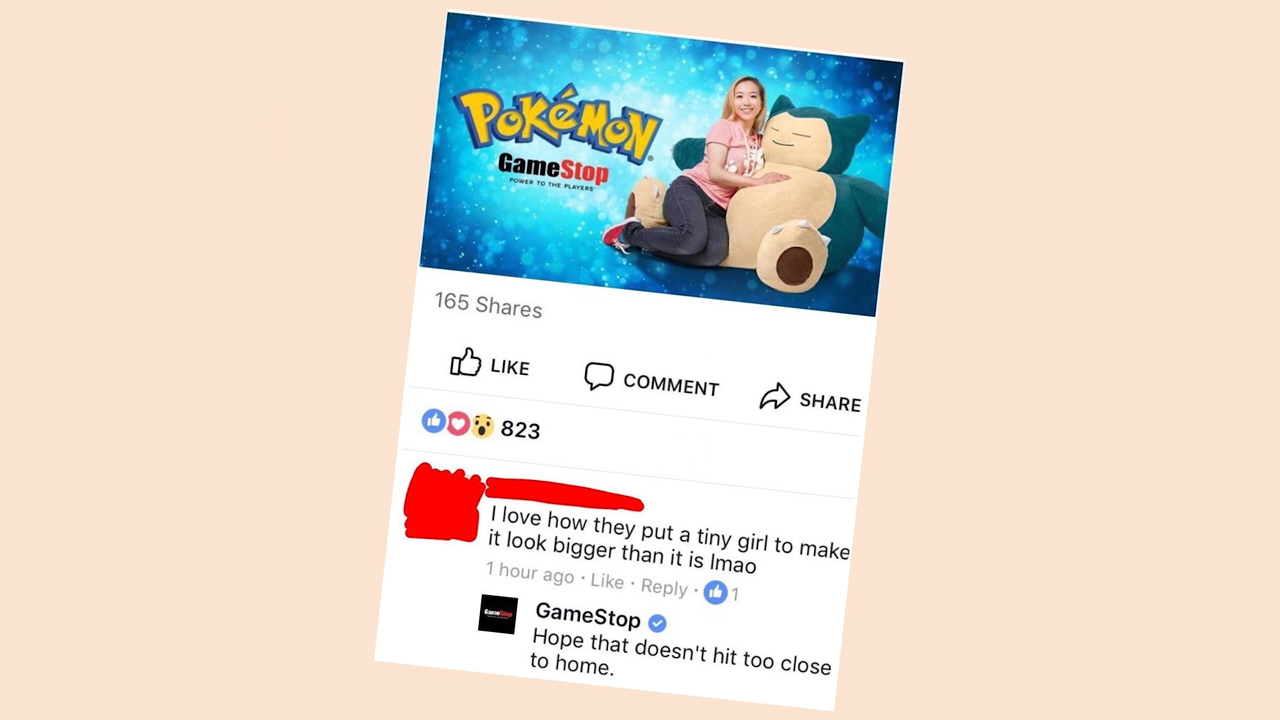 POKéMON
GameStop
POWER TO THE PLAYERS
165 Shares
LIKE COMMENT SHARE
823
I love how they put a tiny girl to make
it look bigger than it is lmao
1 hour ago • Like • Reply • 1
GameStop
GameStop
Hope that doesn't hit too close
to home.